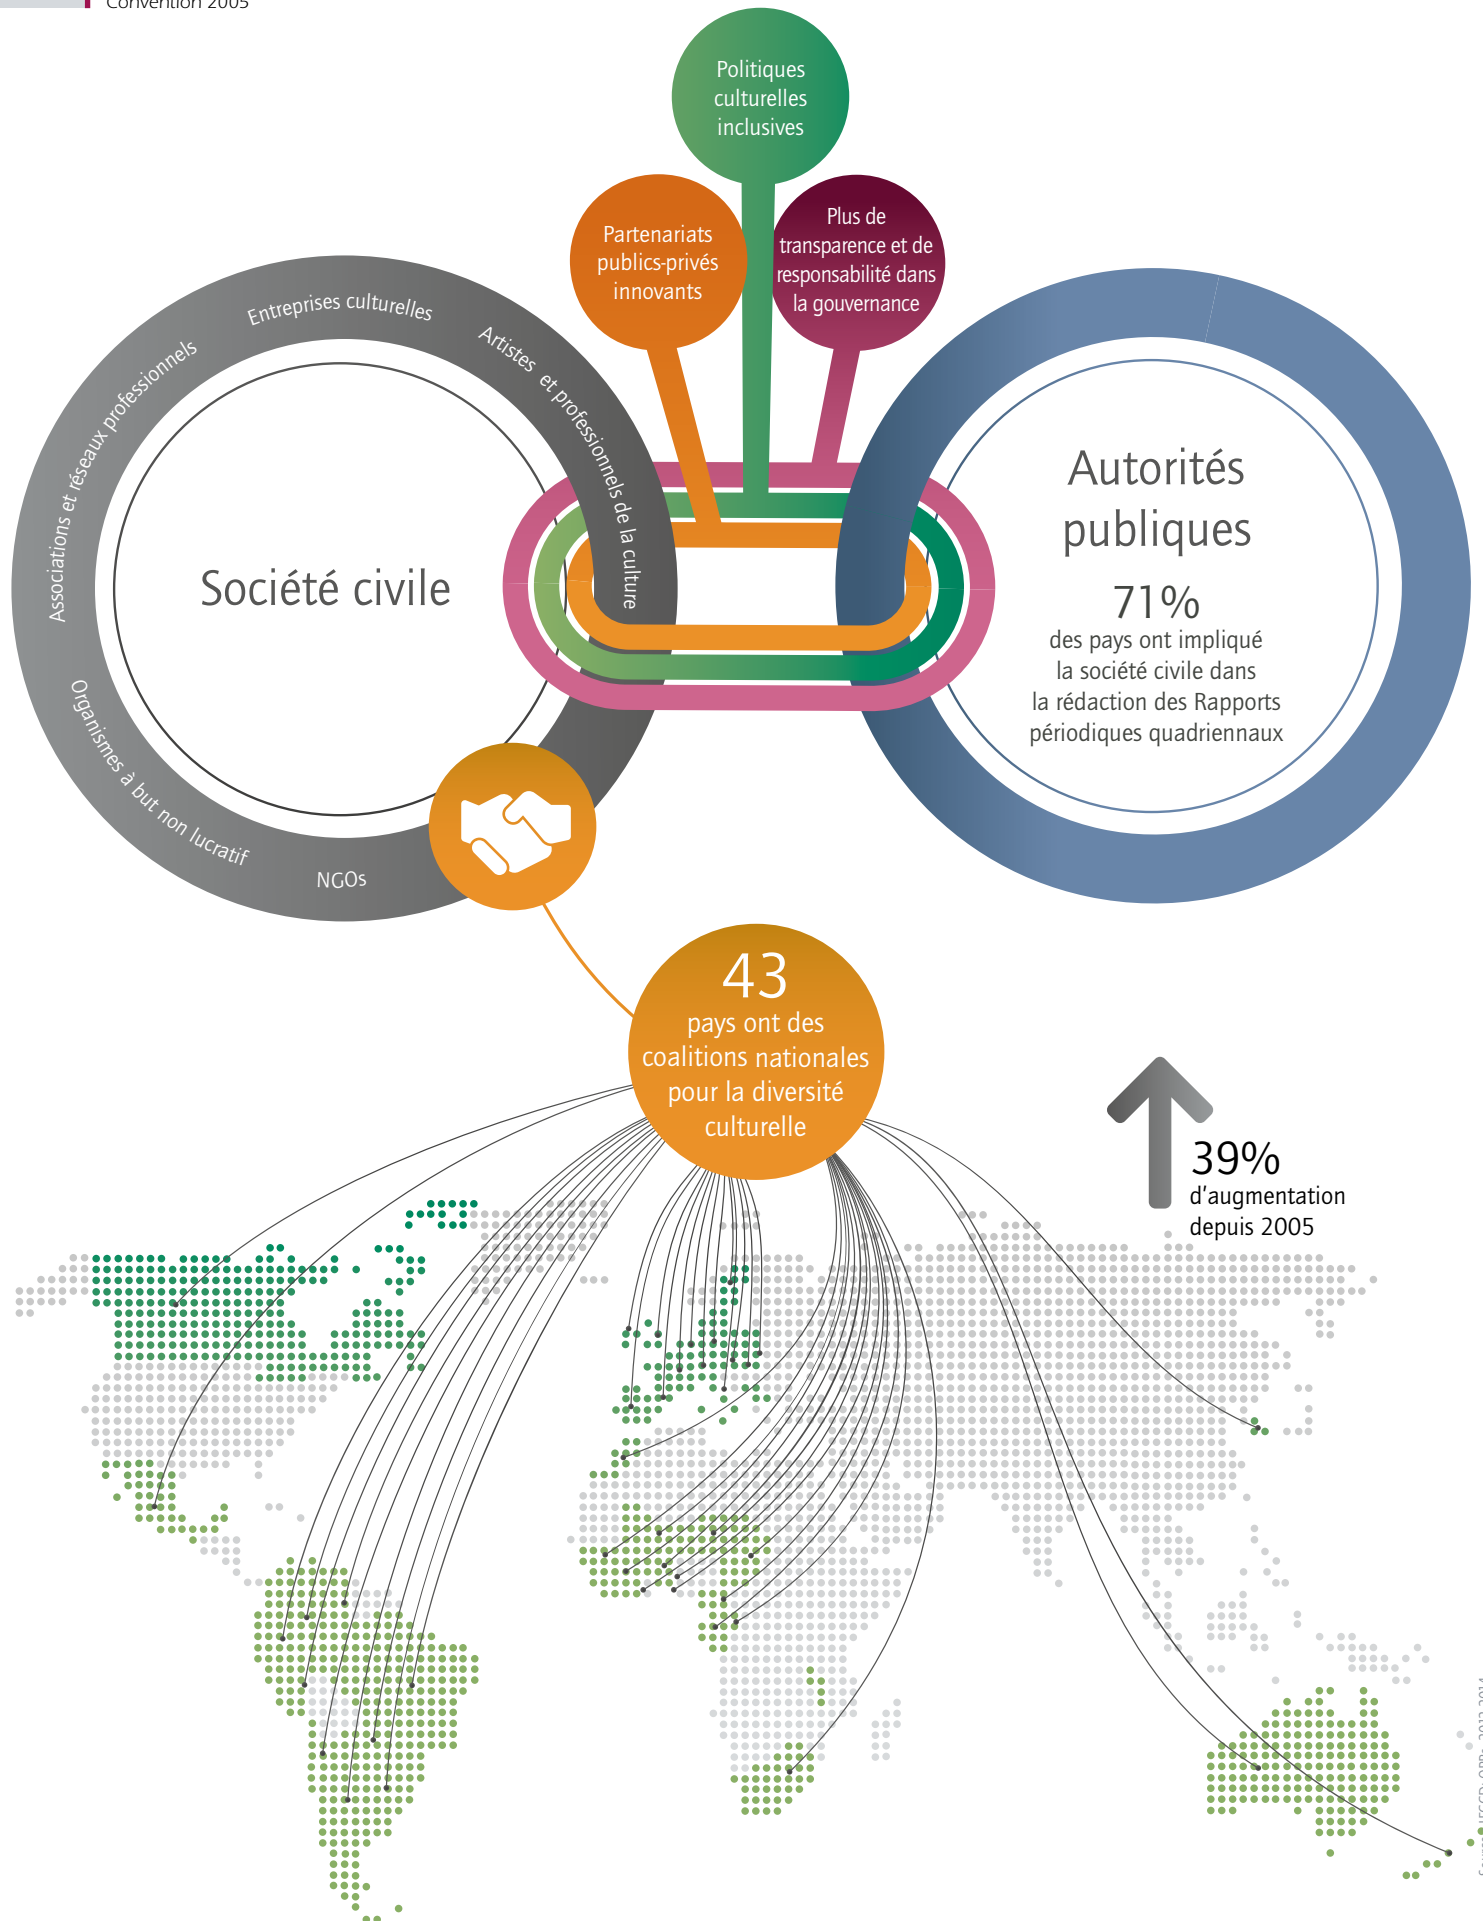 Convention 2005
Politiques
culturelles
inclusives
Partenariats
publics-privés
innovants
Plus de
transparence et de
responsabilité dans
la gouvernance
Entreprises culturelles
Artistes et professionnels de la culture
Associations et réseaux professionnels
Organismes à but non lucratif
NGOs
Société civile
Autorités
publiques
71%
des pays ont impliqué
la société civile dans
la rédaction des Rapports
périodiques quadriennaux
43
pays ont des
coalitions nationales
pour la diversité
culturelle
39%
d'augmentation
depuis 2005
2012-2014